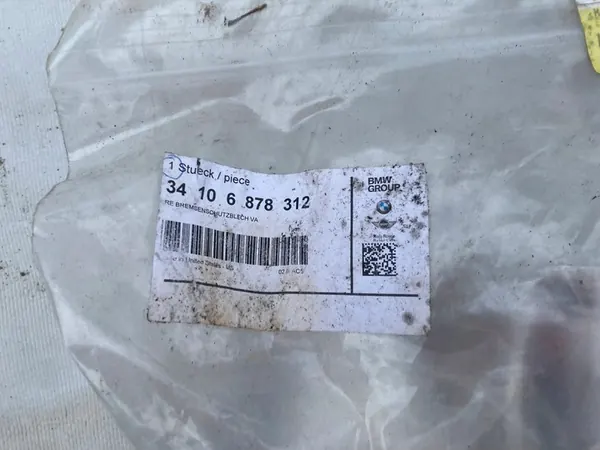 1 Stueck / piece
34 10 6 878 312
RE BREMSENSCHUTZBLECH VA
BMW
GROUP